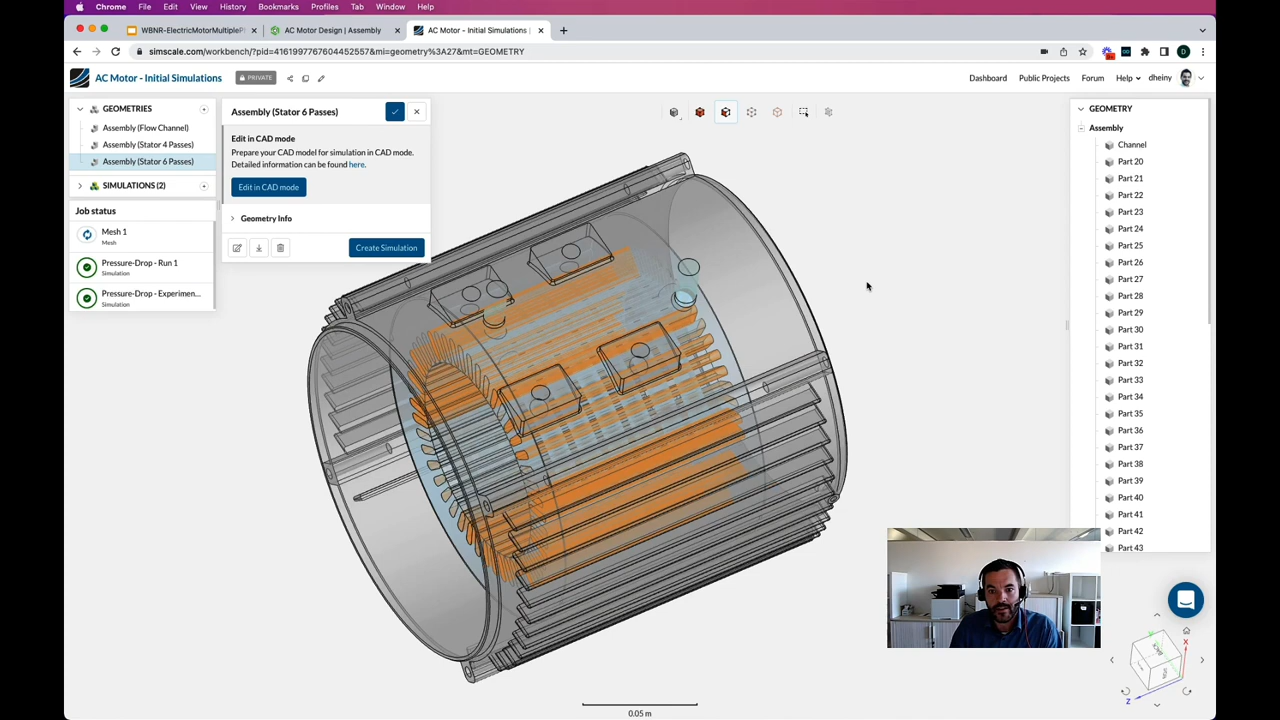 Chrome File Edit View History Bookmarks Profiles Tab Window Help
WBNR-ElectricMotorMultipleP
AC Motor Design | Assembly
AC Motor - Initial Simulations |
simscale.com/workbench/?pid=4161997767604452557&mi=geometry%3A27&mt=GEOMETRY
D
AC Motor - Initial Simulations
PRIVATE
Dashboard Public Projects Forum Help dheiny
GEOMETRIES
Assembly (Flow Channel)
Assembly (Stator 4 Passes)
Assembly (Stator 6 Passes)
SIMULATIONS (2)
Job status
Mesh 1
Mesh
Pressure-Drop - Run 1
Simulation
Pressure-Drop - Experimen...
Simulation
Assembly (Stator 6 Passes)
Edit in CAD mode
Prepare your CAD model for simulation in CAD mode.
Detailed information can be found here.
Edit in CAD mode
Geometry Info
Create Simulation
GEOMETRY
Assembly
Channel
Part 20
Part 21
Part 22
Part 23
Part 24
Part 25
Part 26
Part 27
Part 28
Part 29
Part 30
Part 31
Part 32
Part 33
Part 34
Part 35
Part 36
Part 37
Part 38
Part 39
Part 40
Part 41
Part 42
Part 43
0.05 m
Y
X
Z